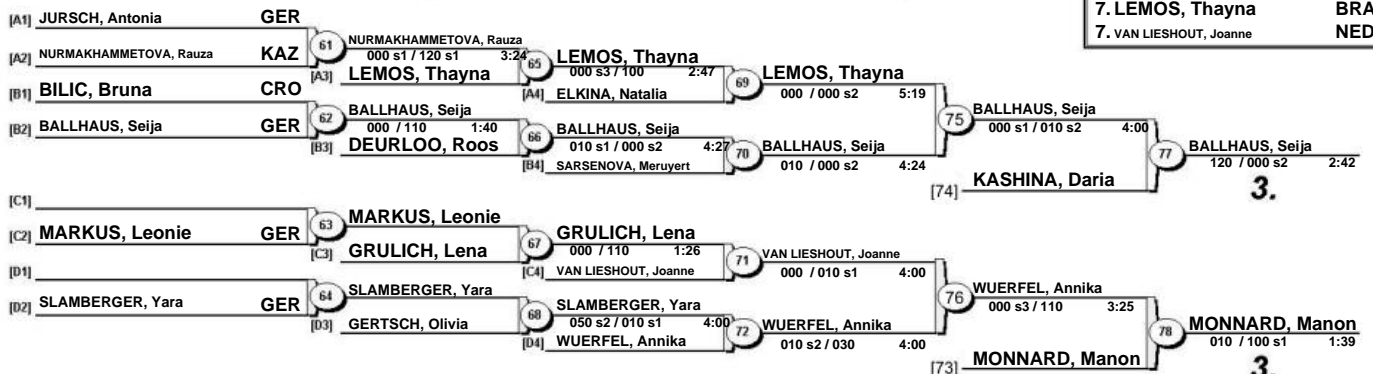 7. LEMOS, Thayna BRA
7. VAN LIESHOUT, Joanne NED
[A1] JURSCH, Antonia GER
[A2] NURMAKHAMMETOVA, Rauza KAZ
61 NURMAKHAMMETOVA, Rauza
000 s1 / 120 s1 3:24
[A3] LEMOS, Thayna
65 LEMOS, Thayna
000 s3 / 100 2:47
[A4] ELKINA, Natalia
69 LEMOS, Thayna
000 / 000 s2 5:19
[B1] BILIC, Bruna CRO
[B2] BALLHAUS, Seija GER
62 BALLHAUS, Seija
000 / 110 1:40
[B3] DEURLOO, Roos
66 BALLHAUS, Seija
010 s1 / 000 s2 4:27
[B4] SARSENOVA, Meruyert
70 BALLHAUS, Seija
010 / 000 s2 4:24
75 BALLHAUS, Seija
000 s1 / 010 s2 4:00
[74] KASHINA, Daria
77 BALLHAUS, Seija
120 / 000 s2 2:42
3.
[C1]
[C2] MARKUS, Leonie GER
63 MARKUS, Leonie
[C3] GRULICH, Lena
67 GRULICH, Lena
000 / 110 1:26
[C4] VAN LIESHOUT, Joanne
71 VAN LIESHOUT, Joanne
000 / 010 s1 4:00
[D1]
[D2] SLAMBERGER, Yara GER
64 SLAMBERGER, Yara
[D3] GERTSCH, Olivia
68 SLAMBERGER, Yara
050 s2 / 010 s1 4:00
[D4] WUERFEL, Annika
72 WUERFEL, Annika
010 s2 / 030 4:00
76 WUERFEL, Annika
000 s3 / 110 3:25
[73] MONNARD, Manon
78 MONNARD, Manon
010 / 100 s1 1:39
3.